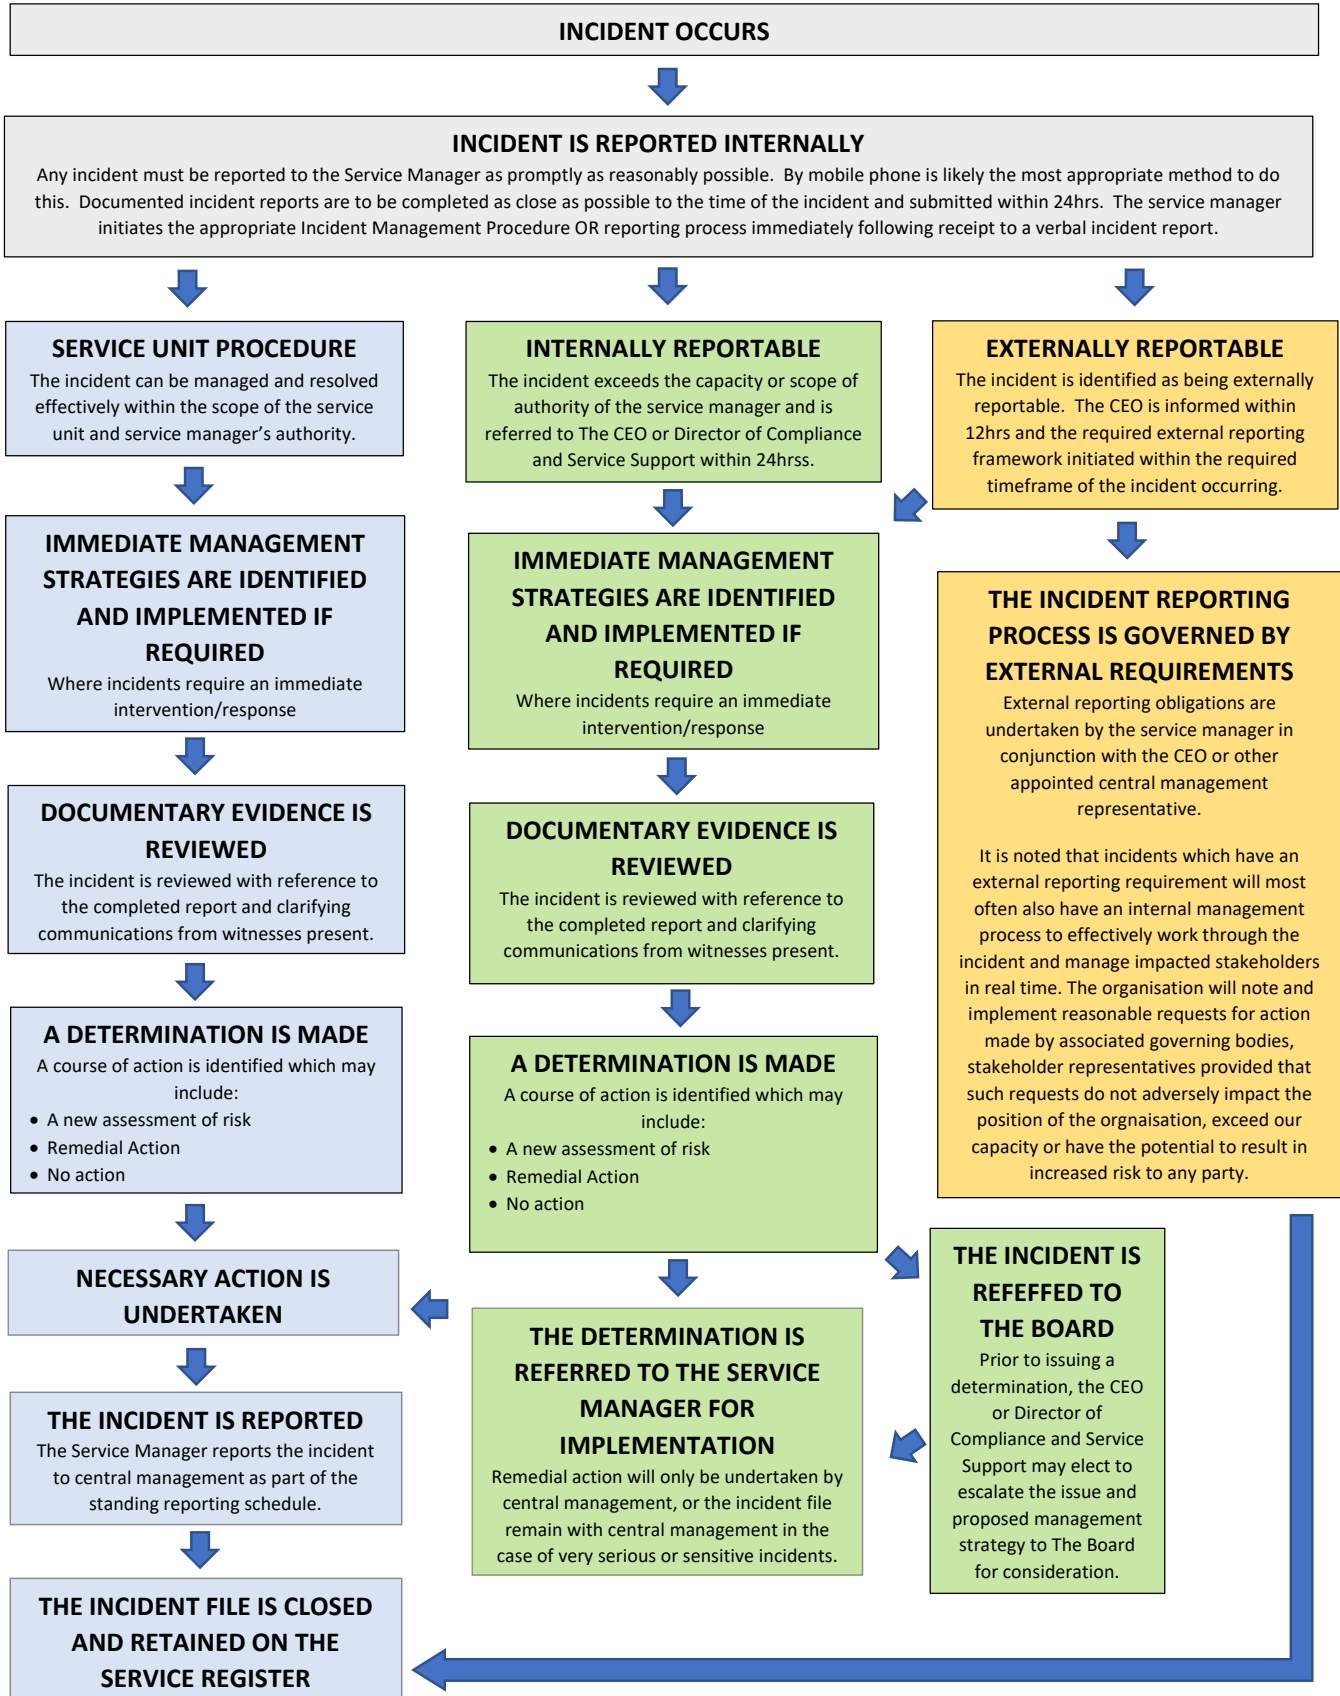 INCIDENT OCCURS
INCIDENT IS REPORTED INTERNALLY
Any incident must be reported to the Service Manager as promptly as reasonably possible. By mobile phone is likely the most appropriate method to do
this. Documented incident reports are to be completed as close as possible to the time of the incident and submitted within 24hrs. The service manager
initiates the appropriate Incident Management Procedure OR reporting process immediately following receipt to a verbal incident report.
SERVICE UNIT PROCEDURE
The incident can be managed and resolved
effectively within the scope of the service
unit and service manager's authority.
IMMEDIATE MANAGEMENT
STRATEGIES ARE IDENTIFIED
AND IMPLEMENTED IF
REQUIRED
Where incidents require an immediate
intervention/response
DOCUMENTARY EVIDENCE IS
REVIEWED
The incident is reviewed with reference to
the completed report and clarifying
communications from witnesses present.
A DETERMINATION IS MADE
A course of action is identified which may
include:
• A new assessment of risk
• Remedial Action
• No action
NECESSARY ACTION IS
UNDERTAKEN
THE INCIDENT IS REPORTED
The Service Manager reports the incident
to central management as part of the
standing reporting schedule.
THE INCIDENT FILE IS CLOSED
AND RETAINED ON THE
SERVICE REGISTER
INTERNALLY REPORTABLE
The incident exceeds the capacity or scope of
authority of the service manager and is
referred to The CEO or Director of Compliance
and Service Support within 24hrss.
IMMEDIATE MANAGEMENT
STRATEGIES ARE IDENTIFIED
AND IMPLEMENTED IF
REQUIRED
Where incidents require an immediate
intervention/response
DOCUMENTARY EVIDENCE IS
REVIEWED
The incident is reviewed with reference to
the completed report and clarifying
communications from witnesses present.
A DETERMINATION IS MADE
A course of action is identified which may
include:
• A new assessment of risk
• Remedial Action
• No action
THE DETERMINATION IS
REFERRED TO THE SERVICE
MANAGER FOR
IMPLEMENTATION
Remedial action will only be undertaken by
central management, or the incident file
remain with central management in the
case of very serious or sensitive incidents.
EXTERNALLY REPORTABLE
The incident is identified as being externally
reportable. The CEO is informed within
12hrs and the required external reporting
framework initiated within the required
timeframe of the incident occurring.
THE INCIDENT REPORTING
PROCESS IS GOVERNED BY
EXTERNAL REQUIREMENTS
External reporting obligations are
undertaken by the service manager in
conjunction with the CEO or other
appointed central management
representative.
It is noted that incidents which have an
external reporting requirement will most
often also have an internal management
process to effectively work through the
incident and manage impacted stakeholders
in real time. The organisation will note and
implement reasonable requests for action
made by associated governing bodies,
stakeholder representatives provided that
such requests do not adversely impact the
position of the orgnaisation, exceed our
capacity or have the potential to result in
increased risk to any party.
THE INCIDENT IS
REFEFFED TO
THE BOARD
Prior to issuing a
determination, the CEO
or Director of
Compliance and Service
Support may elect to
escalate the issue and
proposed management
strategy to The Board
for consideration.